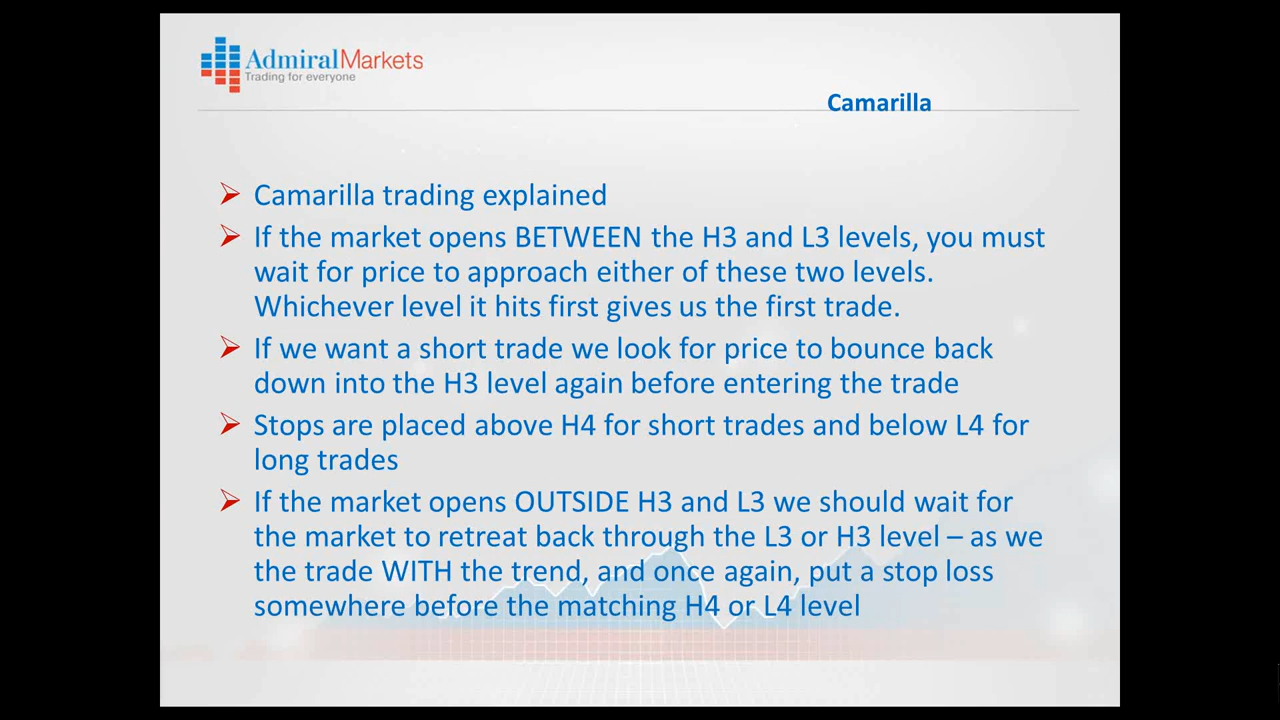 AdmiralMarkets
Trading for everyone
Camarilla
Camarilla trading explained
If the market opens BETWEEN the H3 and L3 levels, you must
wait for price to approach either of these two levels.
Whichever level it hits first gives us the first trade.
If we want a short trade we look for price to bounce back
down into the H3 level again before entering the trade
Stops are placed above H4 for short trades and below L4 for
long trades
If the market opens OUTSIDE H3 and L3 we should wait for
the market to retreat back through the L3 or H3 level – as we
the trade WITH the trend, and once again, put a stop loss
somewhere before the matching H4 or L4 level